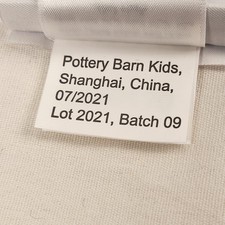 Pottery Barn Kids,
Shanghai, China,
07/2021
Lot 2021, Batch 09